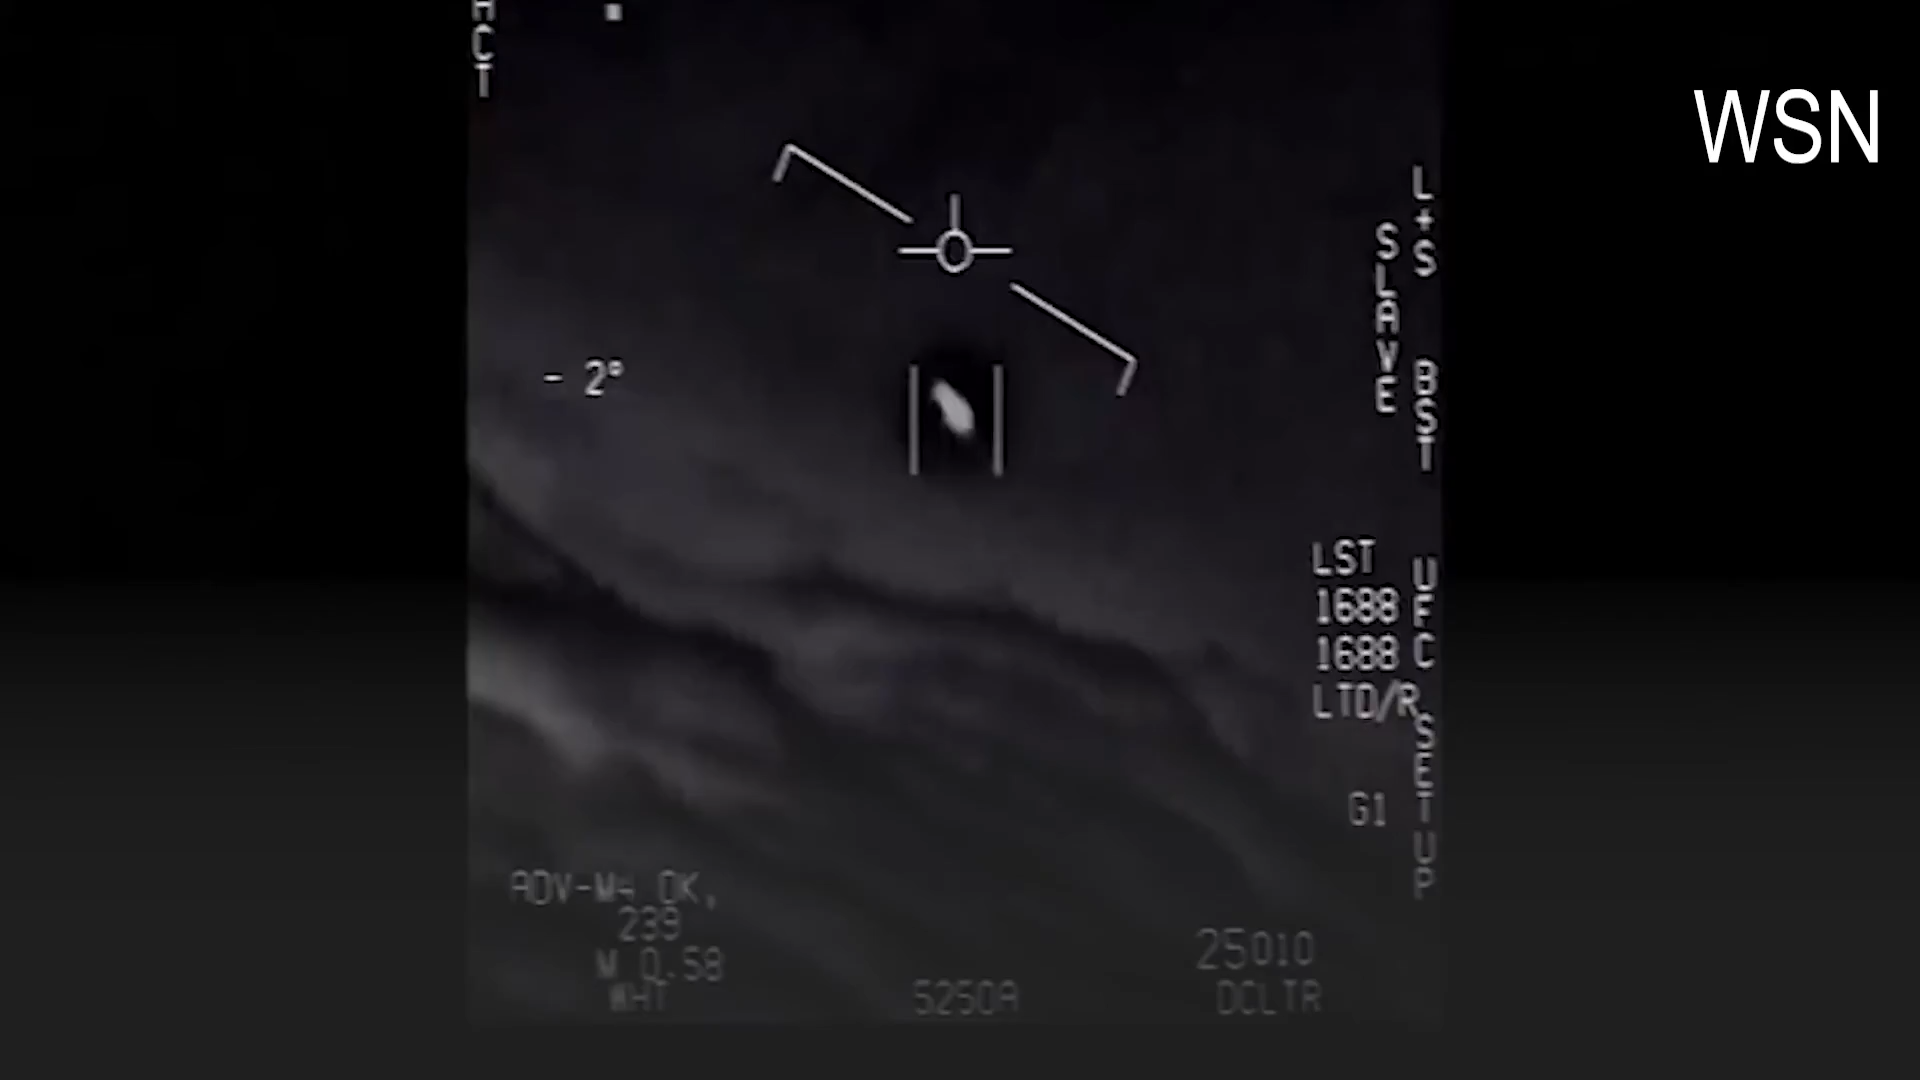 ACT
WSN
L+S BST UFC SETUP
SLAVE
- 2°
LST
1688
1688
LTD/R
G1
ADV-M4 OK,
239
M 0.58
WHT
5250A
25010
DCLTR